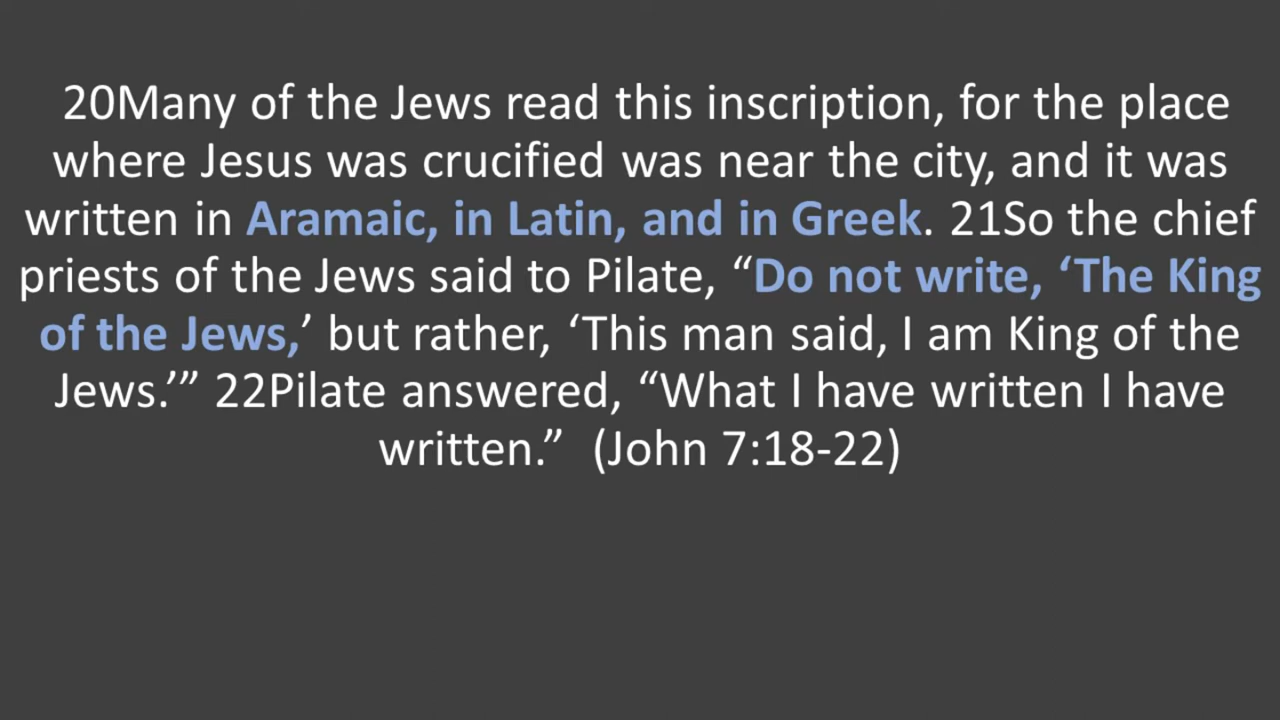 20Many of the Jews read this inscription, for the place
where Jesus was crucified was near the city, and it was
written in Aramaic, in Latin, and in Greek. 21So the chief
priests of the Jews said to Pilate, “Do not write, ‘The King
of the Jews,’ but rather, ‘This man said, I am King of the
Jews.’” 22Pilate answered, “What I have written I have
written.”  (John 7:18-22)